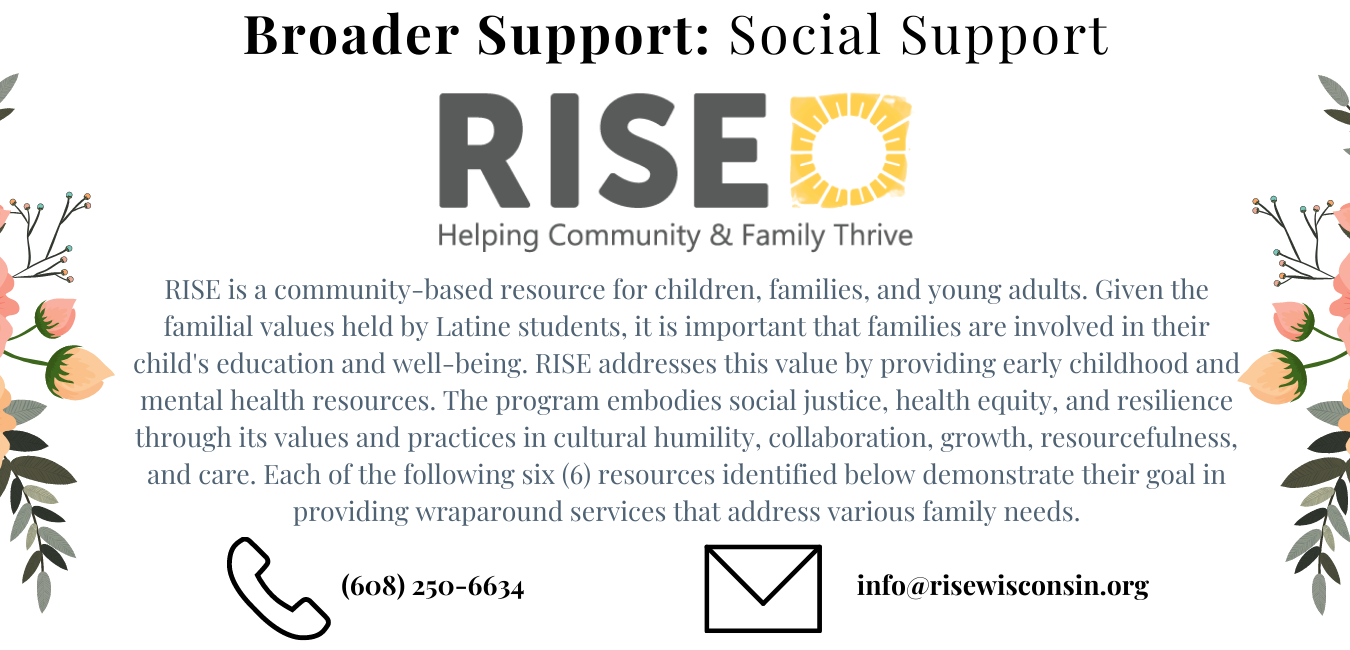 Broader Support: Social Support
RISE
Helping Community & Family Thrive
RISE is a community-based resource for children, families, and young adults. Given the
familial values held by Latine students, it is important that families are involved in their
child's education and well-being. RISE addresses this value by providing early childhood and
mental health resources. The program embodies social justice, health equity, and resilience
through its values and practices in cultural humility, collaboration, growth, resourcefulness,
and care. Each of the following six (6) resources identified below demonstrate their goal in
providing wraparound services that address various family needs.
(608) 250-6634
info@risewisconsin.org